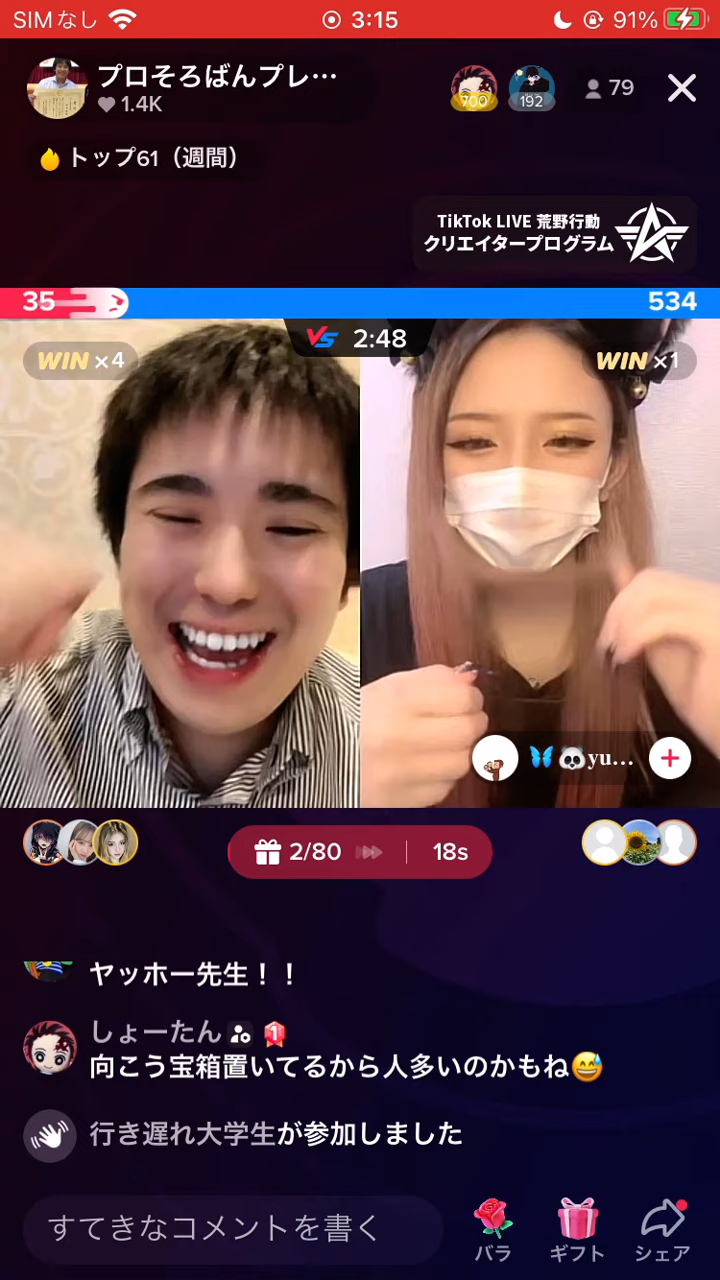 SIMなし 3:15 91%
プロそろばんプレ… 700 192 79
1.4K
トップ61（週間）
TikTok LIVE 荒野行動
クリエイタープログラム
35 534
VS 2:48
WIN ×4 WIN ×1
yu…
2/80 18s
ヤッホー先生！！
しょーたん 1
向こう宝箱置いてるから人多いのかもね😅
行き遅れ大学生が参加しました
すてきなコメントを書く
バラ ギフト シェア